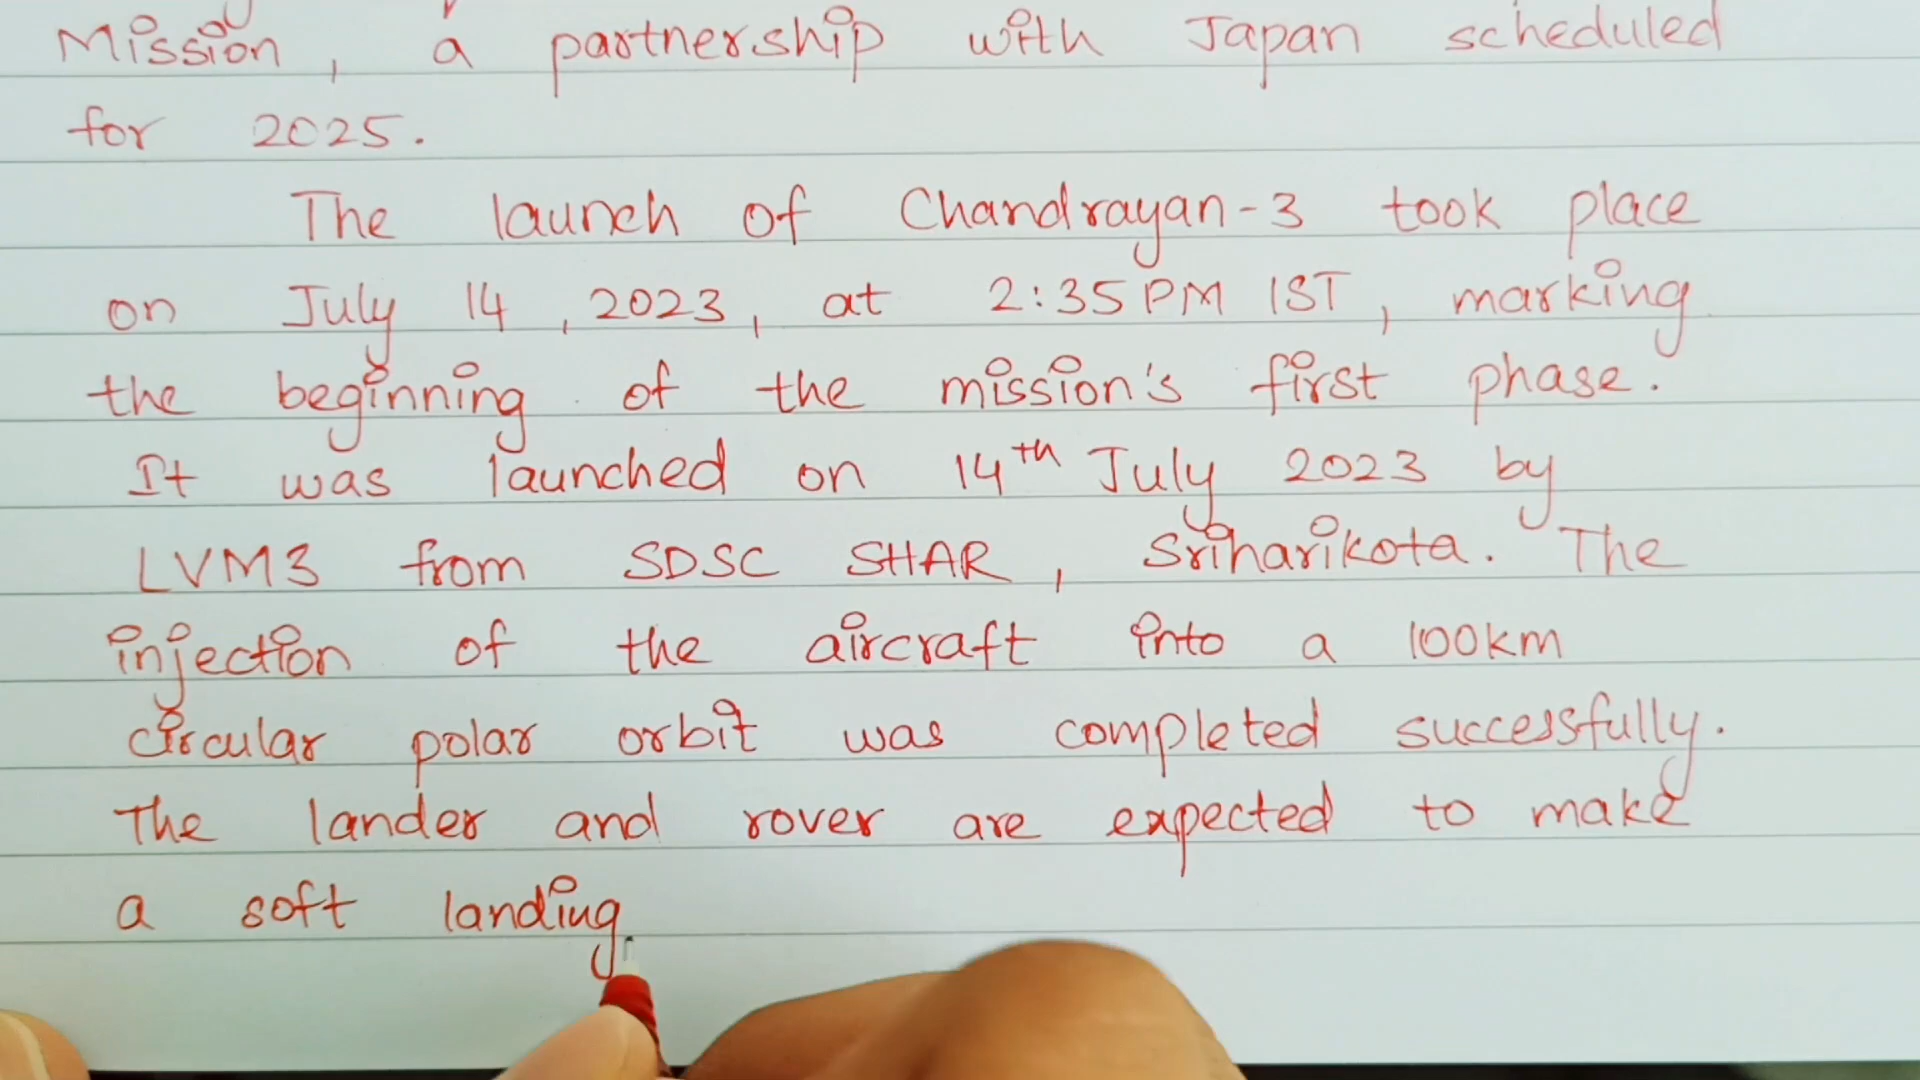 Mission, a partnership with Japan scheduled
for 2025.
The launch of Chandrayan-3 took place
on July 14, 2023, at 2:35PM IST, marking
the beginning of the mission's first phase.
It was launched on 14th July 2023 by
LVM3 from SDSC SHAR, Sriharikota. The
injection of the aircraft into a 100km
circular polar orbit was completed successfully.
The lander and rover are expected to make
a soft landing